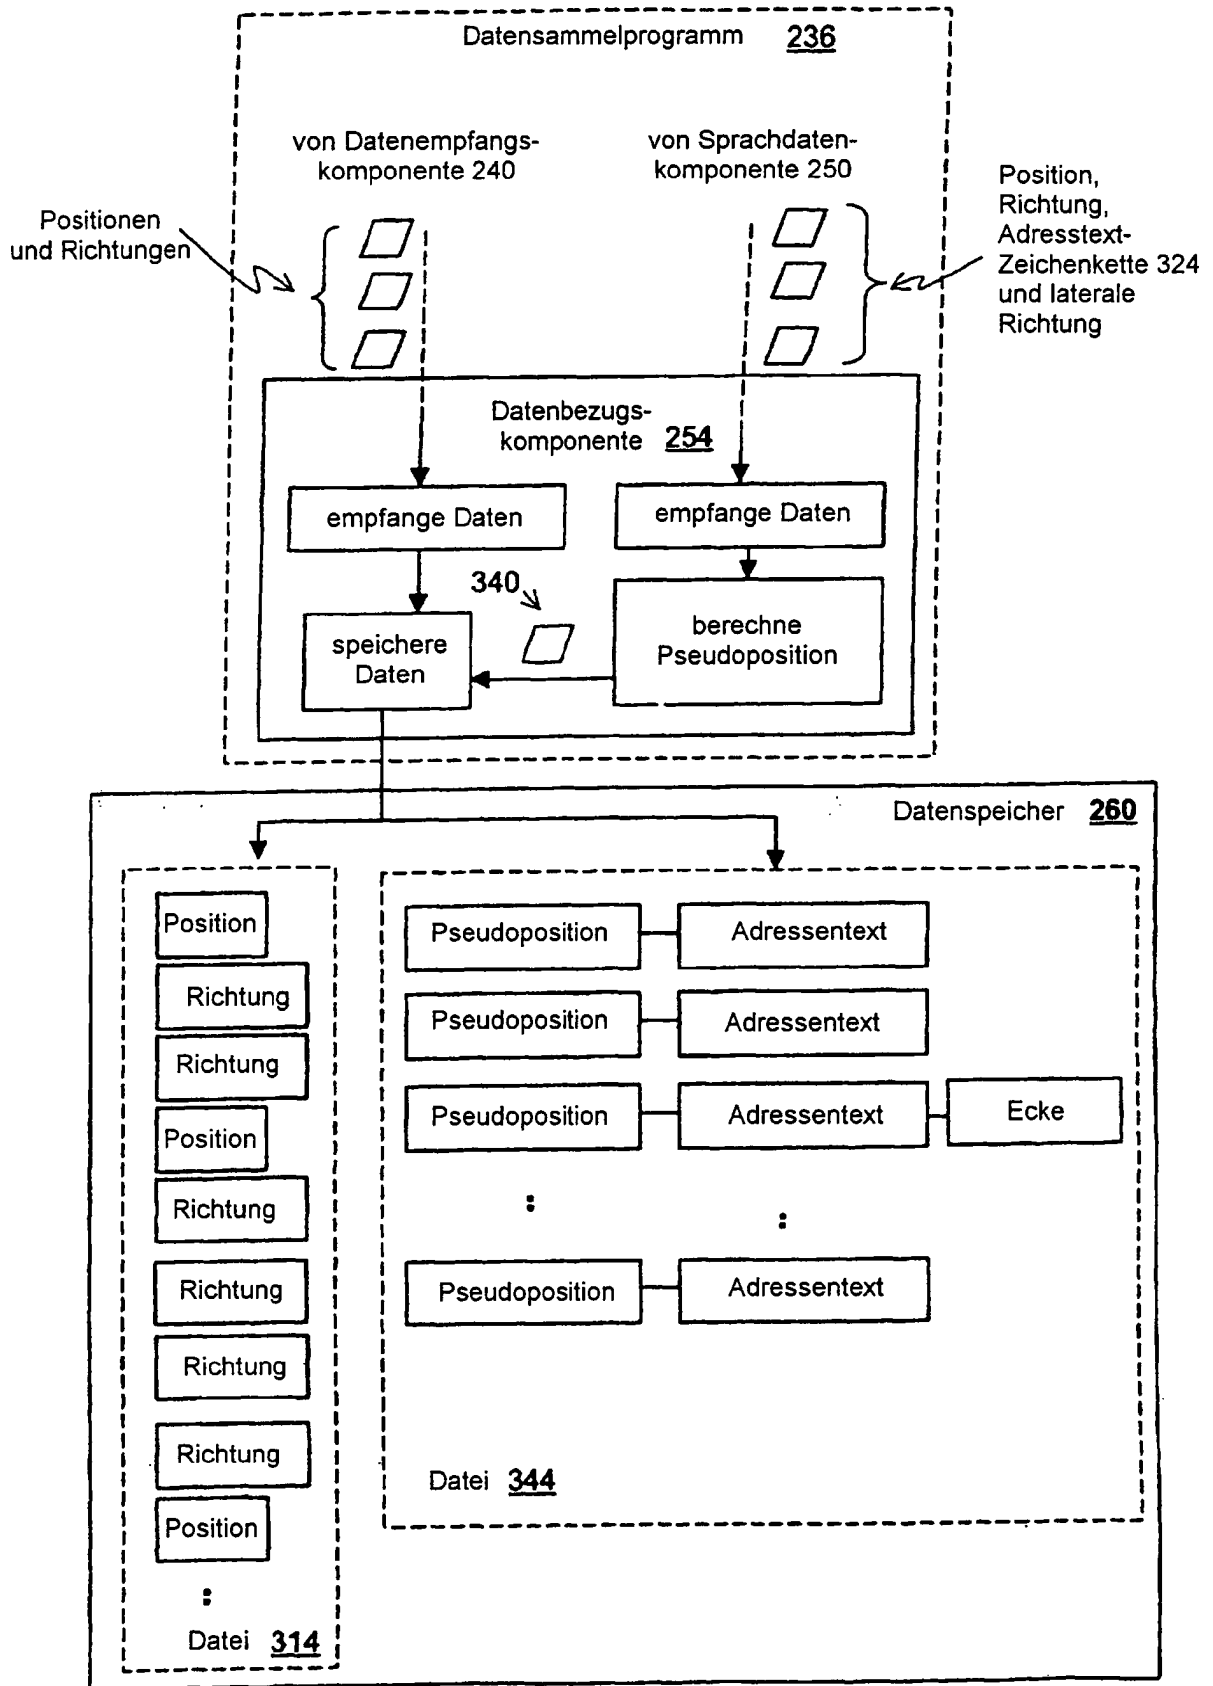 Datensammelprogramm 236
von Datenempfangs-
komponente 240
von Sprachdaten-
komponente 250
Positionen
und Richtungen
Position,
Richtung,
Adresstext-
Zeichenkette 324
und laterale
Richtung
Datenbezugs-
komponente 254
empfange Daten
empfange Daten
340
speichere
Daten
berechne
Pseudoposition
Datenspeicher 260
Position
Richtung
Richtung
Position
Richtung
Richtung
Richtung
Richtung
Position
:
Datei 314
Pseudoposition
Adressentext
Pseudoposition
Adressentext
Pseudoposition
Adressentext
Ecke
:
:
Pseudoposition
Adressentext
Datei 344